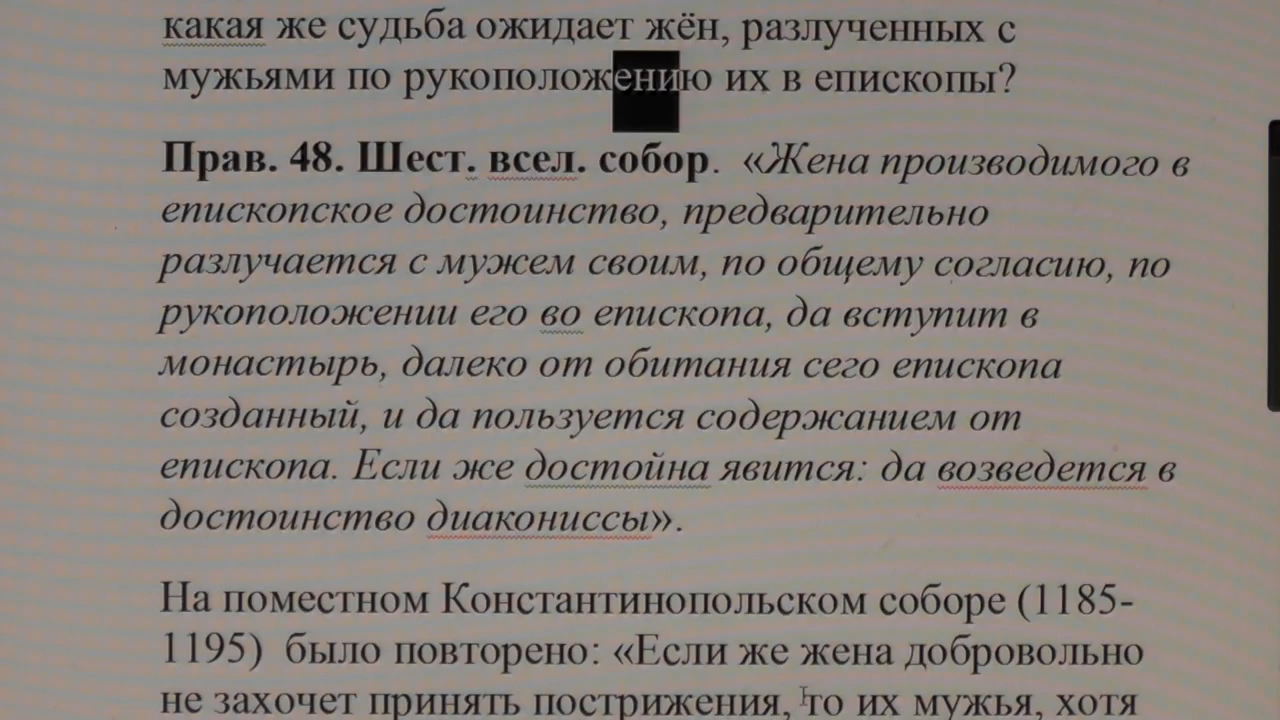 какая же судьба ожидает жён, разлученных с
мужьями по рукоположению их в епископы?
Прав. 48. Шест. всел. собор. «Жена производимого в
епископское достоинство, предварительно
разлучается с мужем своим, по общему согласию, по
рукоположении его во епископа, да вступит в
монастырь, далеко от обитания сего епископа
созданный, и да пользуется содержанием от
епископа. Если же достойна явится: да возведется в
достоинство диакониссы».
На поместном Константинопольском соборе (1185-
1195) было повторено: «Если же жена добровольно
не захочет принять пострижения, то их мужья, хотя